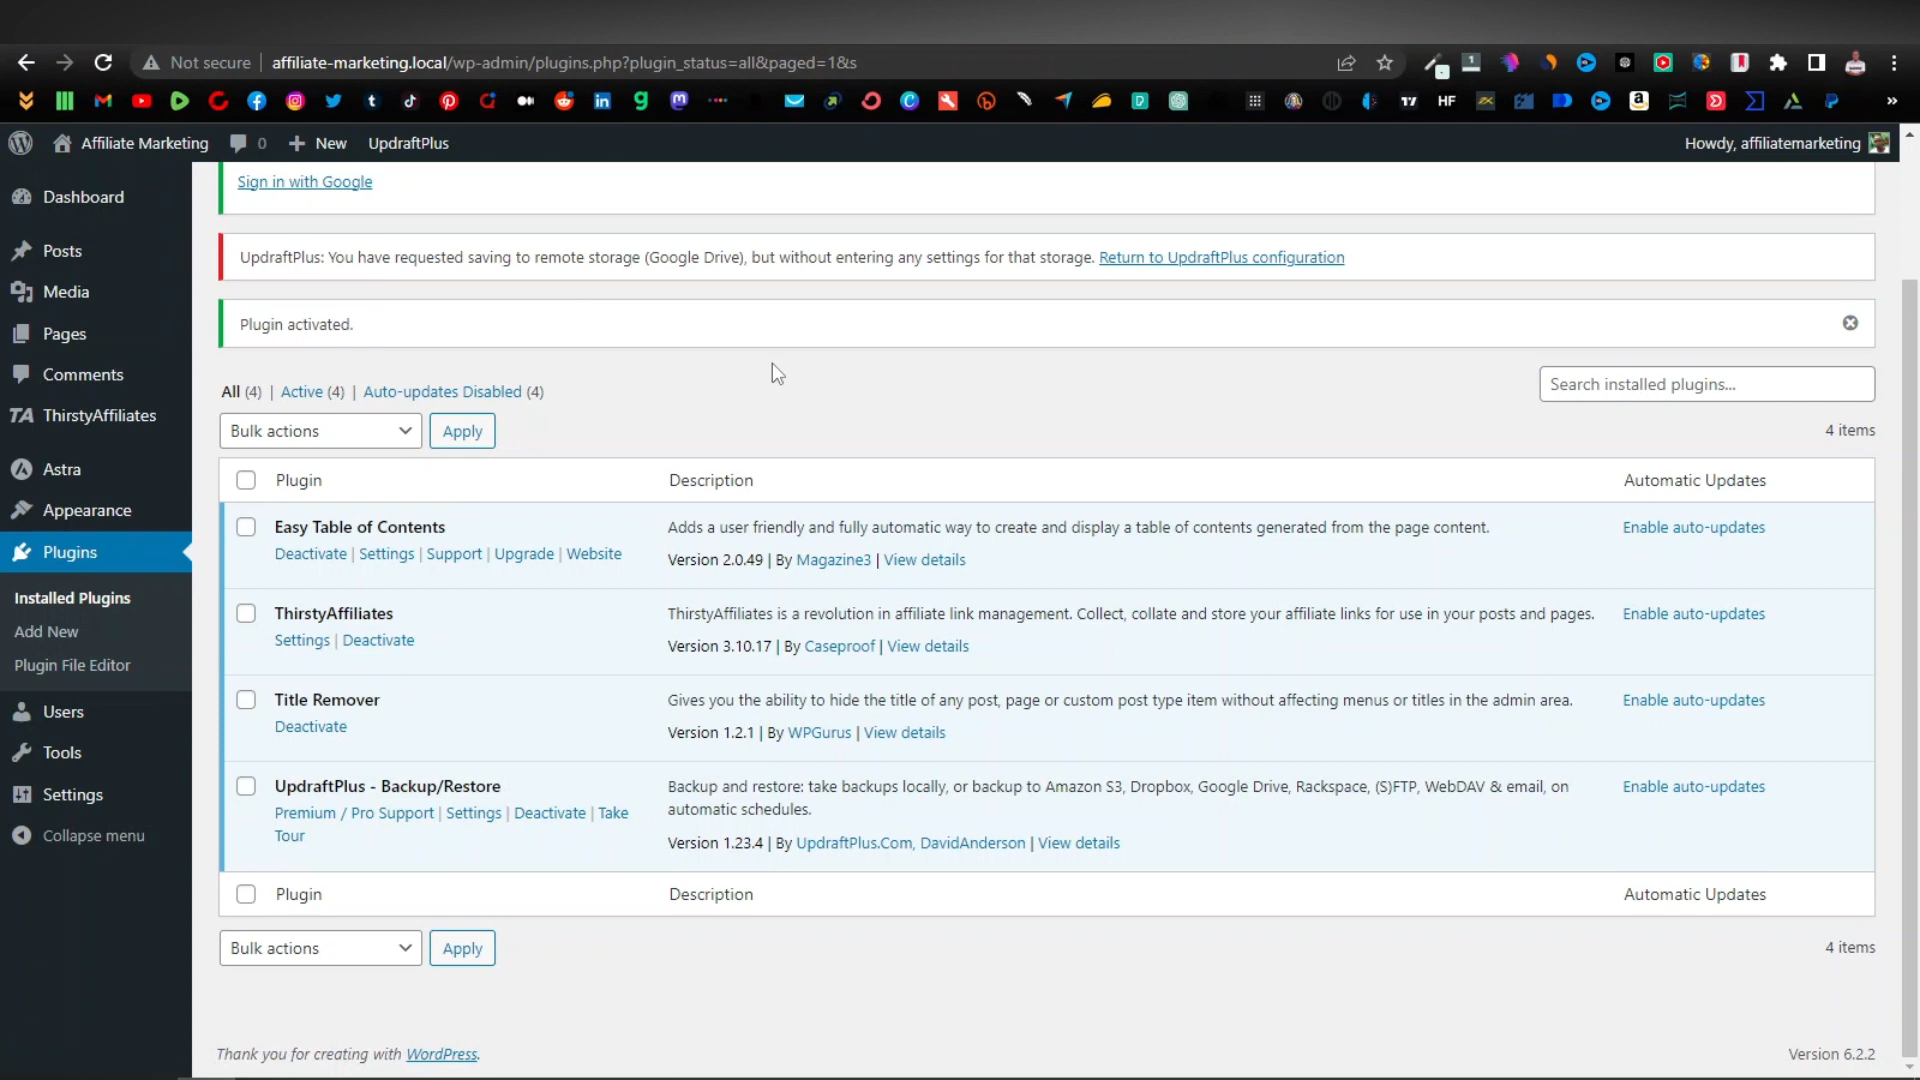 Not secure affiliate-marketing.local/wp-admin/plugins.php?plugin_status=all&paged=1&s
Affiliate Marketing 0 New UpdraftPlus Howdy, affiliatemarketing
Dashboard
Posts
Media
Pages
Comments
ThirstyAffiliates
Astra
Appearance
Plugins
Installed Plugins
Add New
Plugin File Editor
Users
Tools
Settings
Collapse menu
Sign in with Google
UpdraftPlus: You have requested saving to remote storage (Google Drive), but without entering any settings for that storage. Return to UpdraftPlus configuration
Plugin activated.
All (4) | Active (4) | Auto-updates Disabled (4)
Search installed plugins...
Bulk actions Apply 4 items
Plugin Description Automatic Updates
Easy Table of Contents Adds a user friendly and fully automatic way to create and display a table of contents generated from the page content. Enable auto-updates
Deactivate | Settings | Support | Upgrade | Website
Version 2.0.49 | By Magazine3 | View details
ThirstyAffiliates ThirstyAffiliates is a revolution in affiliate link management. Collect, collate and store your affiliate links for use in your posts and pages. Enable auto-updates
Settings | Deactivate
Version 3.10.17 | By Caseproof | View details
Title Remover Gives you the ability to hide the title of any post, page or custom post type item without affecting menus or titles in the admin area. Enable auto-updates
Deactivate
Version 1.2.1 | By WPGurus | View details
UpdraftPlus - Backup/Restore Backup and restore: take backups locally, or backup to Amazon S3, Dropbox, Google Drive, Rackspace, (S)FTP, WebDAV & email, on Enable auto-updates
Premium / Pro Support | Settings | Deactivate | Take automatic schedules.
Tour
Version 1.23.4 | By UpdraftPlus.Com, DavidAnderson | View details
Plugin Description Automatic Updates
Bulk actions Apply 4 items
Thank you for creating with WordPress. Version 6.2.2